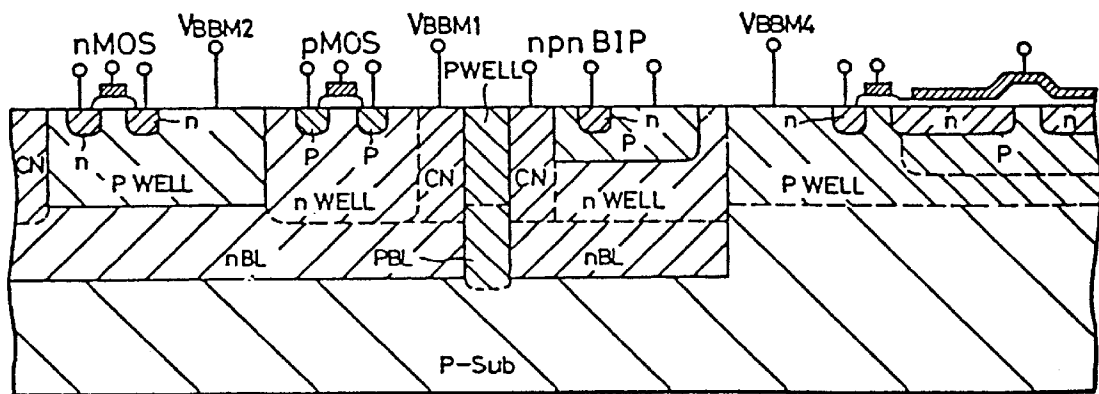 VBBM2
VBBM1
VBBM4
nMOS
pMOS
npn BIP
PWELL
n
n
n
n
n
P
P
P
P
CN
n
CN
CN
P WELL
n WELL
n WELL
P WELL
nBL
PBL
nBL
P-Sub